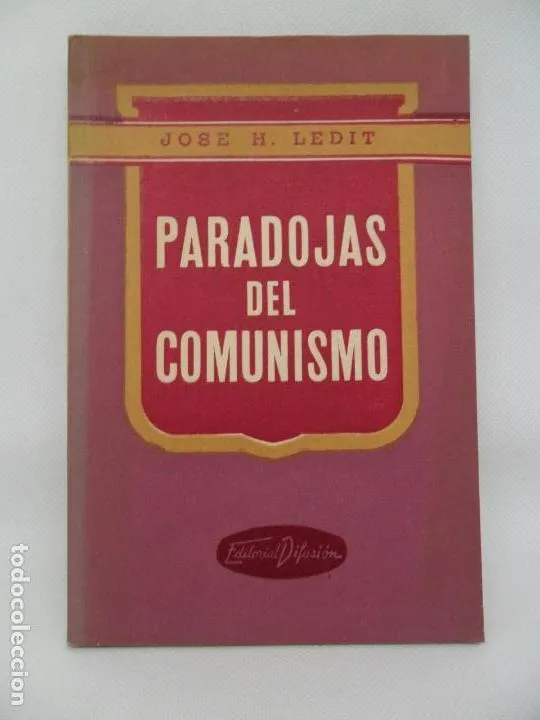 JOSE H. LEDIT
PARADOJAS
DEL
COMUNISMO
Editorial Difusión
todocoleccion